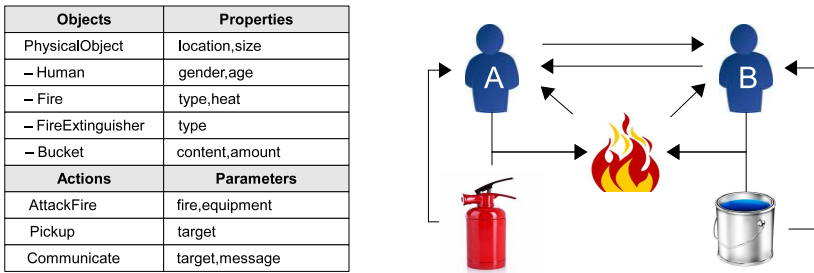 Objects Properties
PhysicalObject location,size
– Human gender,age
– Fire type,heat
– FireExtinguisher type
– Bucket content,amount
Actions Parameters
AttackFire fire,equipment
Pickup target
Communicate target,message
A B